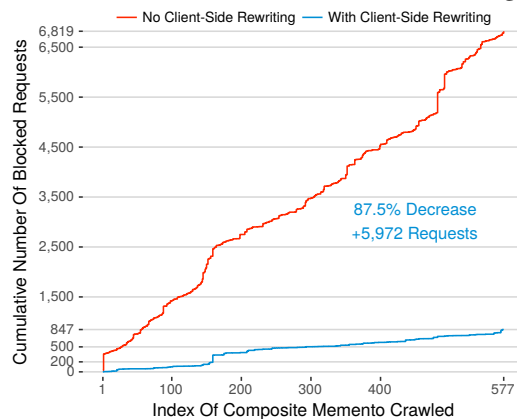 No Client-Side Rewriting With Client-Side Rewriting
Cumulative Number Of Blocked Requests
6,819
6,500
5,500
4,500
3,500
2,500
1,500
847
500
200
0
87.5% Decrease
+5,972 Requests
1 100 200 300 400 577
Index Of Composite Memento Crawled